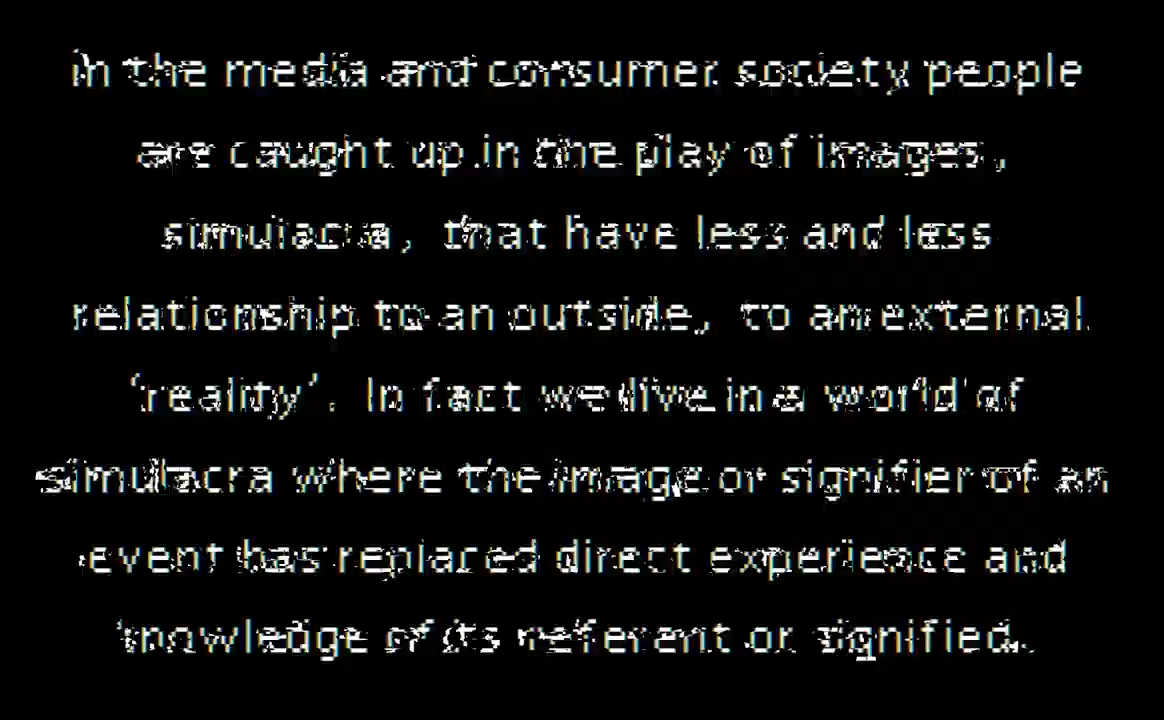 in the media and consumer society people
are caught up in the play of images,
simulacra, that have less and less
relationship to an outside, to an external
‘reality’. In fact we live in a world of
simulacra where the image or signifier of an
event has replaced direct experience and
knowledge of its referent or signified.